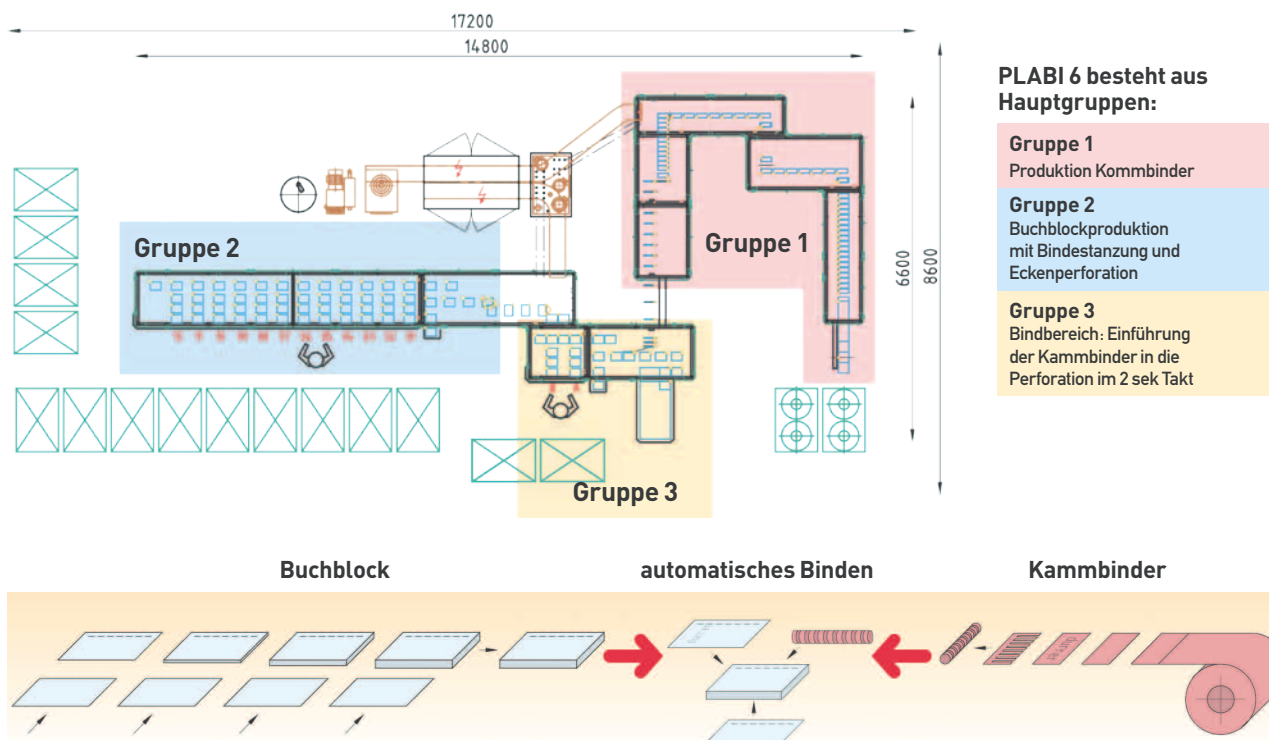 17200
14800
6600
8600
Gruppe 1
Gruppe 2
Gruppe 3
PLABI 6 besteht aus
Hauptgruppen:
Gruppe 1
Produktion Kommbinder
Gruppe 2
Buchblockproduktion
mit Bindestanzung und
Eckenperforation
Gruppe 3
Bindbereich: Einführung
der Kammbinder in die
Perforation im 2 sek Takt
Buchblock
automatisches Binden
Kammbinder